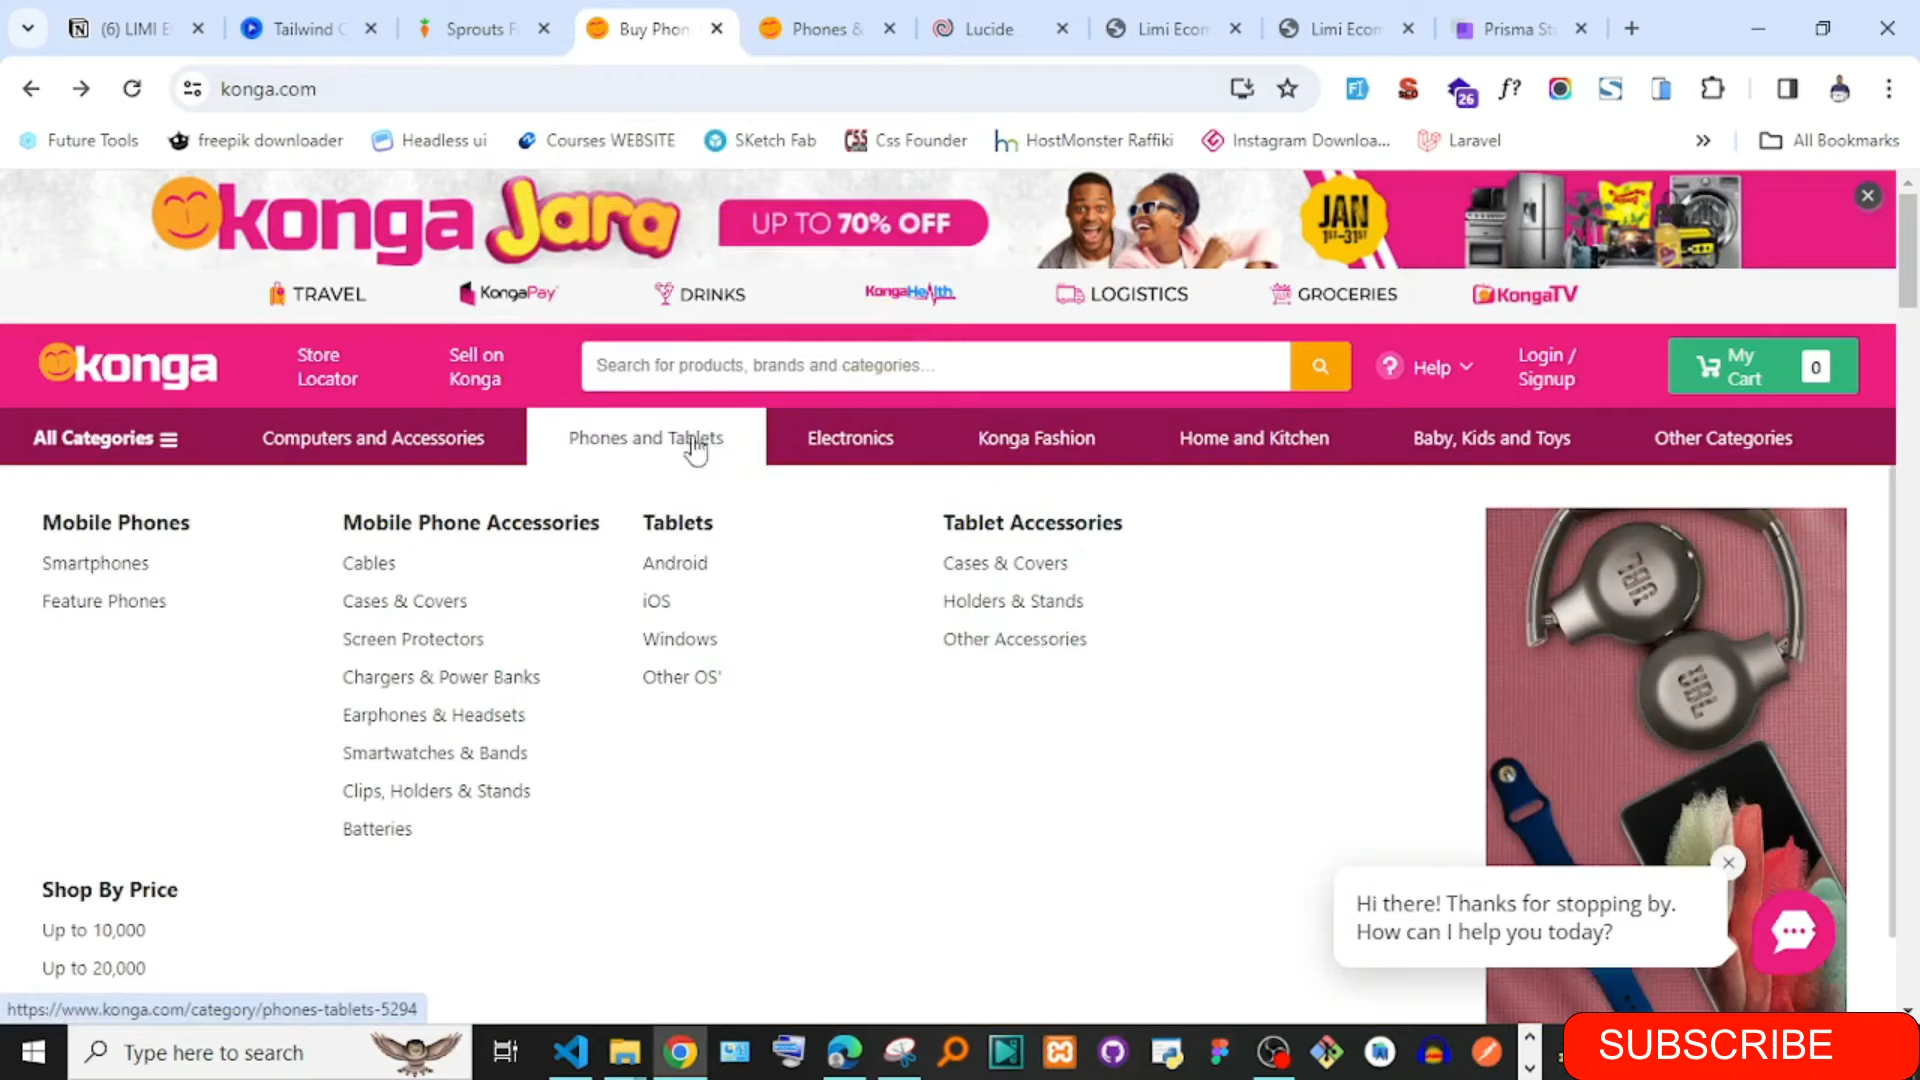 (6) LIMI E
Tailwind C
Sprouts F
Buy Phon
Phones &
Lucide
Limi Ecom
Limi Ecom
Prisma St
konga.com
26
f?
Future Tools
freepik downloader
Headless ui
Courses WEBSITE
SKetch Fab
Css Founder
HostMonster Raffiki
Instagram Downloa...
Laravel
All Bookmarks
konga Jara
UP TO 70% OFF
JAN
1ST-31ST
TRAVEL
KongaPay
DRINKS
KongaHealth
LOGISTICS
GROCERIES
KongaTV
konga
Store
Locator
Sell on
Konga
Search for products, brands and categories...
Help
Login /
Signup
My
Cart
0
All Categories
Computers and Accessories
Phones and Tablets
Electronics
Konga Fashion
Home and Kitchen
Baby, Kids and Toys
Other Categories
Mobile Phones
Smartphones
Feature Phones
Mobile Phone Accessories
Cables
Cases & Covers
Screen Protectors
Chargers & Power Banks
Earphones & Headsets
Smartwatches & Bands
Clips, Holders & Stands
Batteries
Tablets
Android
iOS
Windows
Other OS'
Tablet Accessories
Cases & Covers
Holders & Stands
Other Accessories
JBL
JBL
Shop By Price
Up to 10,000
Up to 20,000
Hi there! Thanks for stopping by.
How can I help you today?
https://www.konga.com/category/phones-tablets-5294
Type here to search
SUBSCRIBE